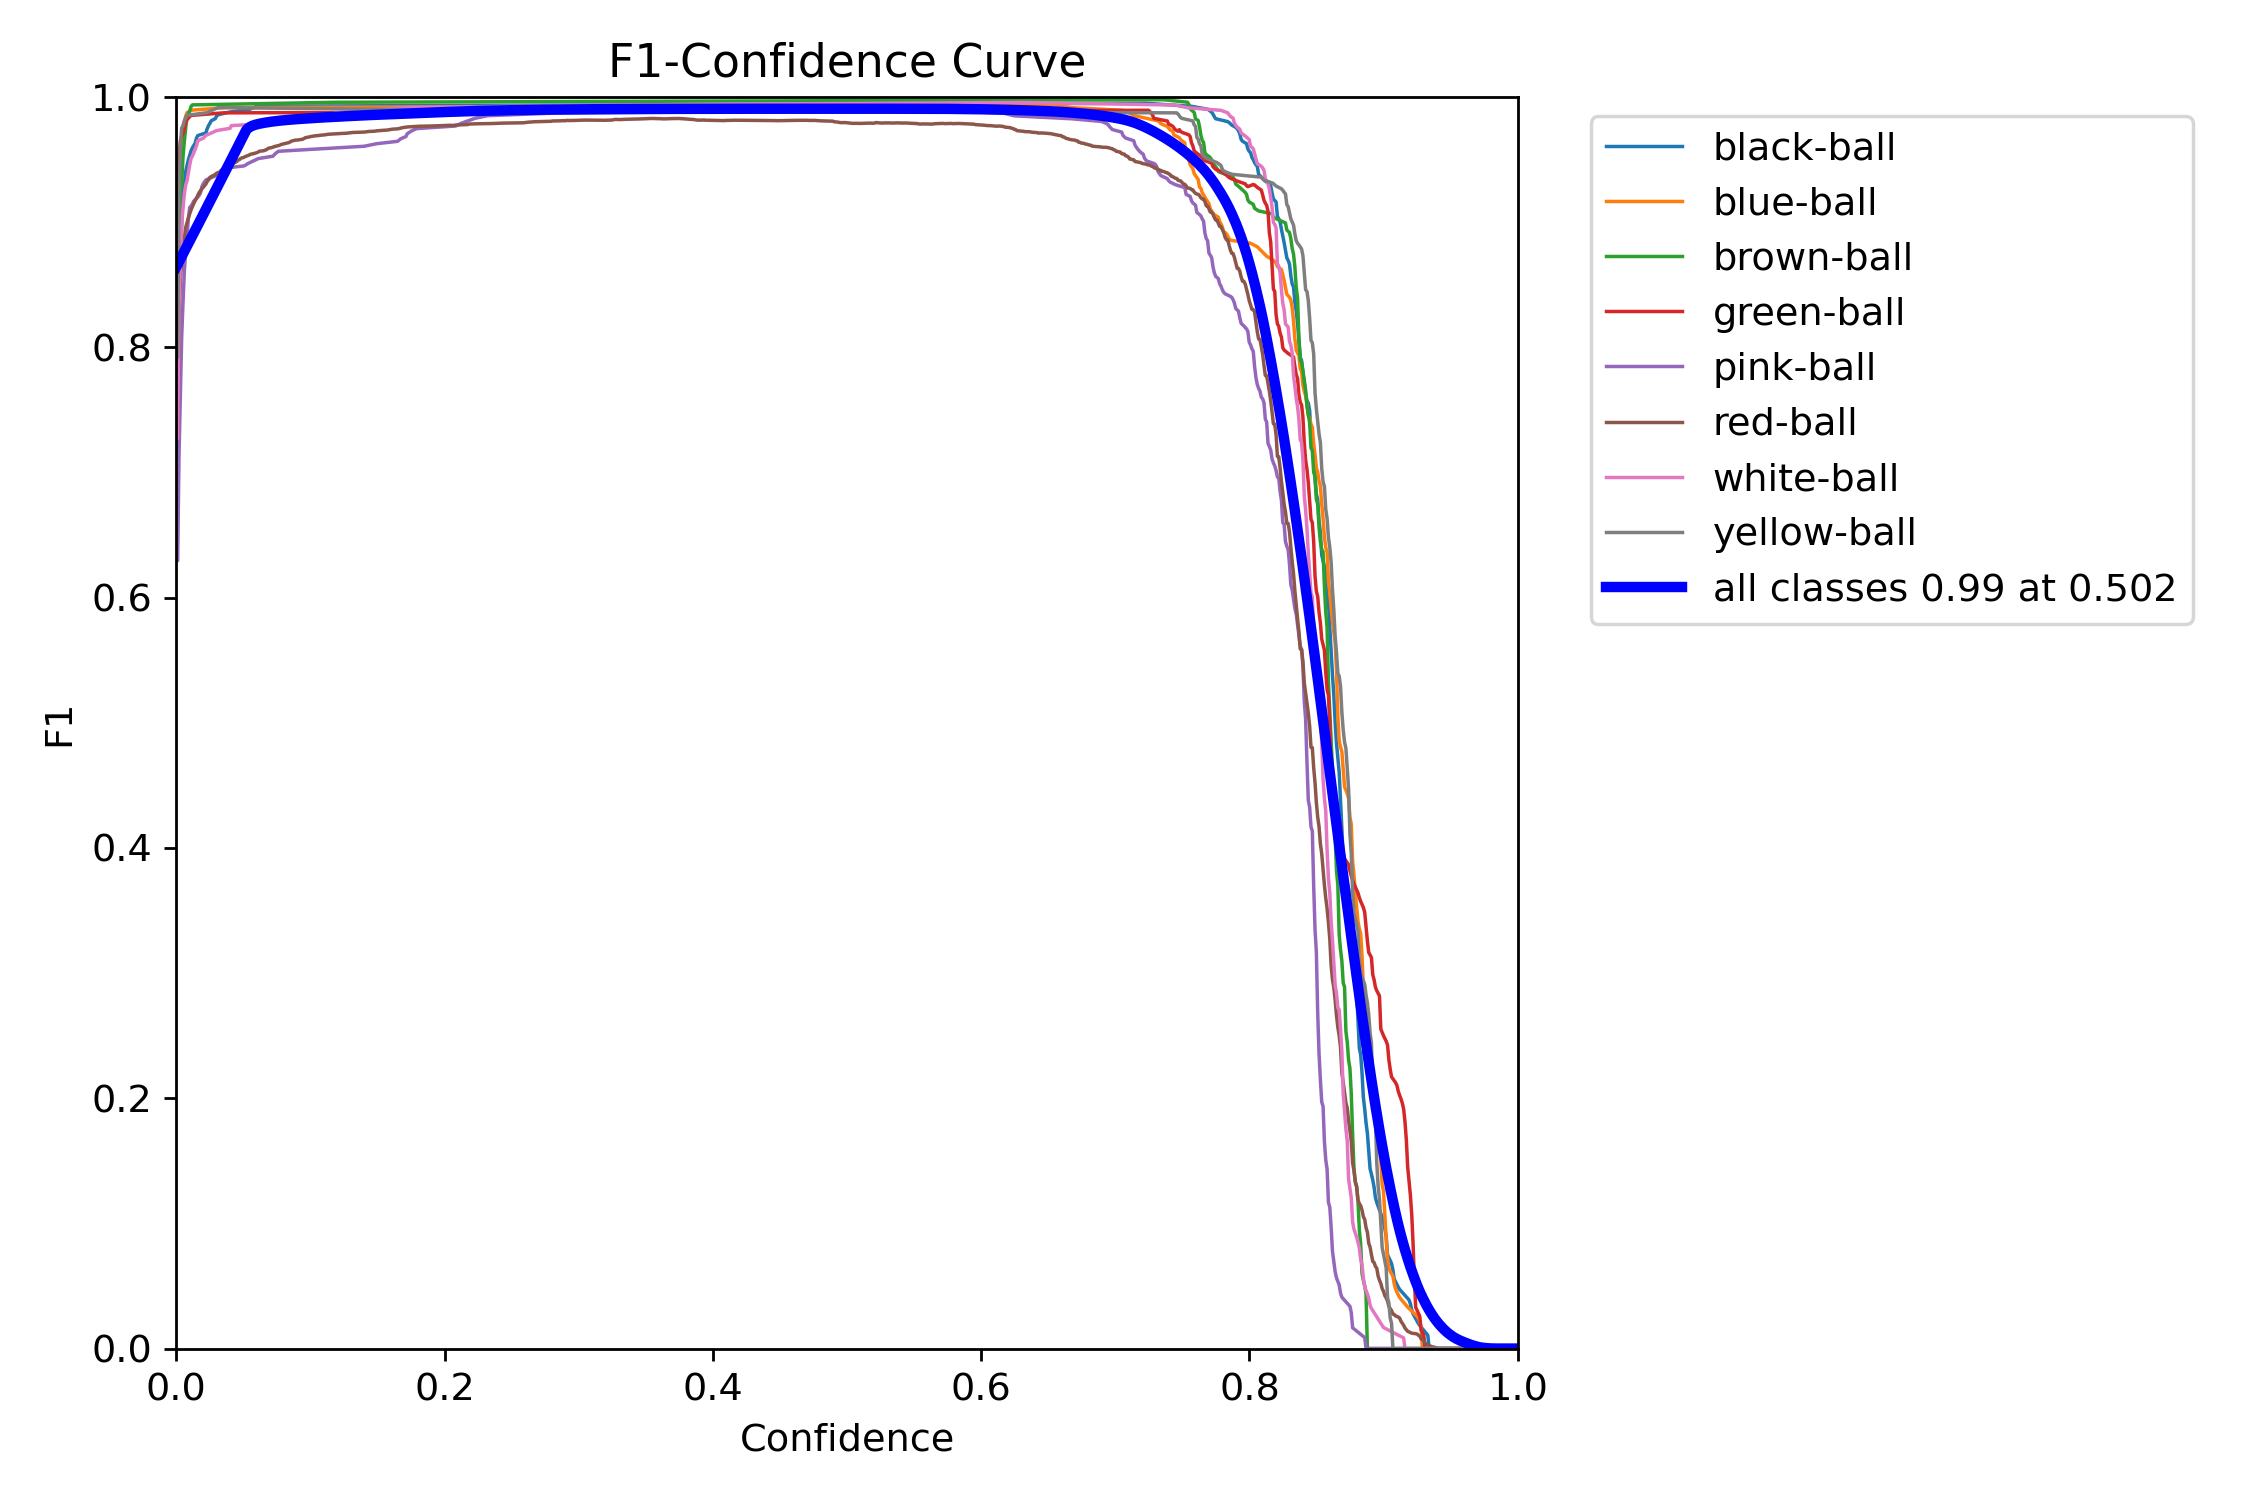 F1-Confidence Curve
1.0
0.8
0.6
0.4
0.2
0.0
F1
0.0 0.2 0.4 0.6 0.8 1.0
Confidence
black-ball
blue-ball
brown-ball
green-ball
pink-ball
red-ball
white-ball
yellow-ball
all classes 0.99 at 0.502